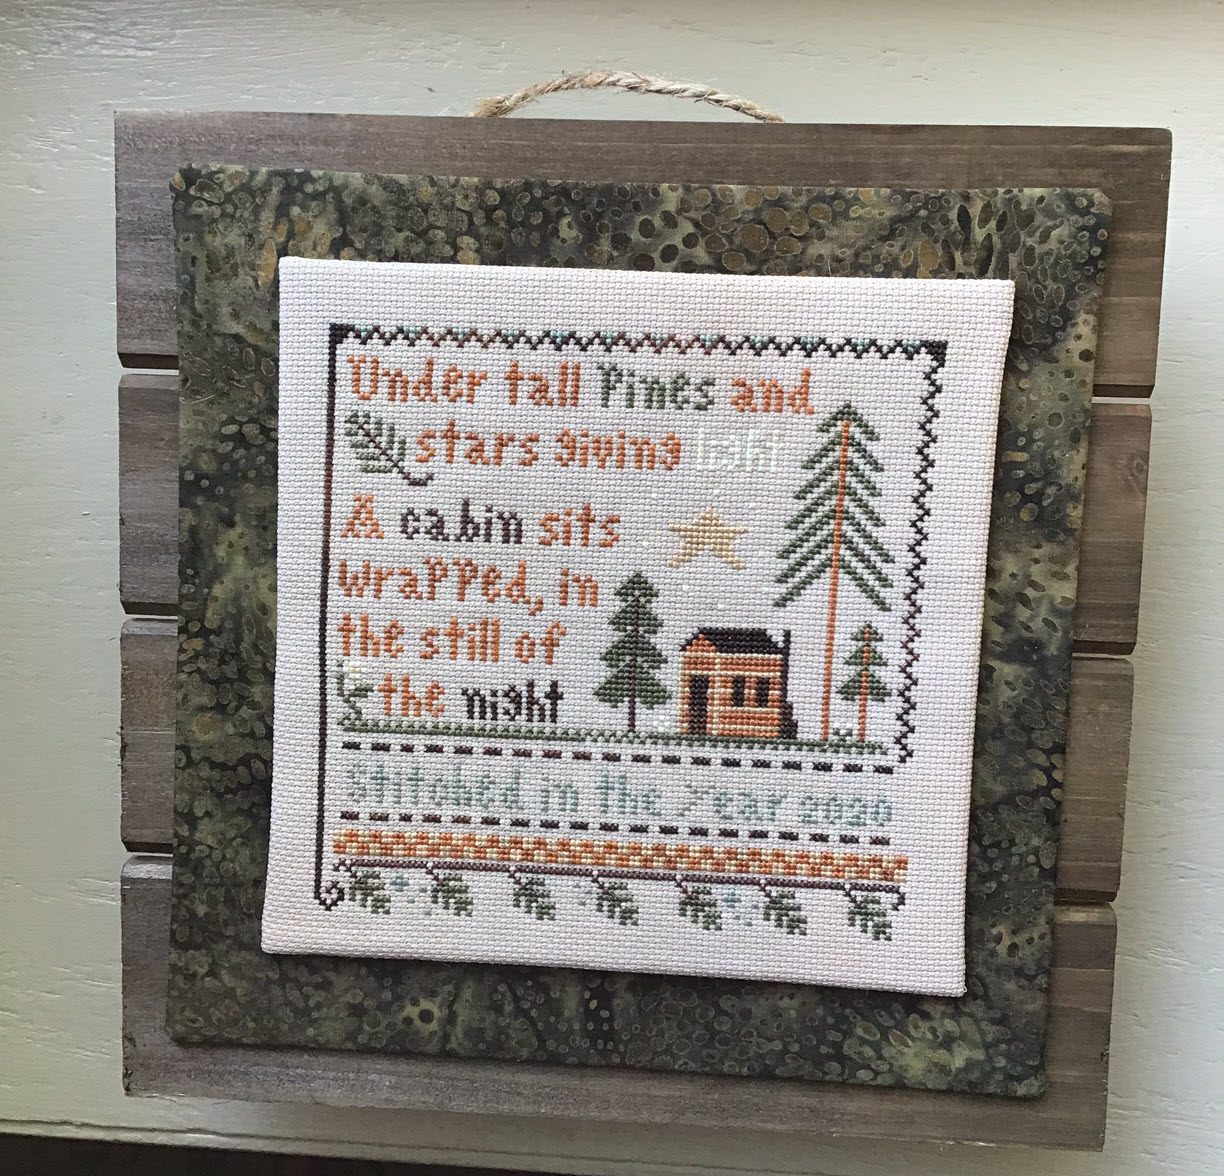 Under tall Pines and
stars giving light
A cabin sits
wrapped, in
the still of
the night
Stitched in the Year 2020